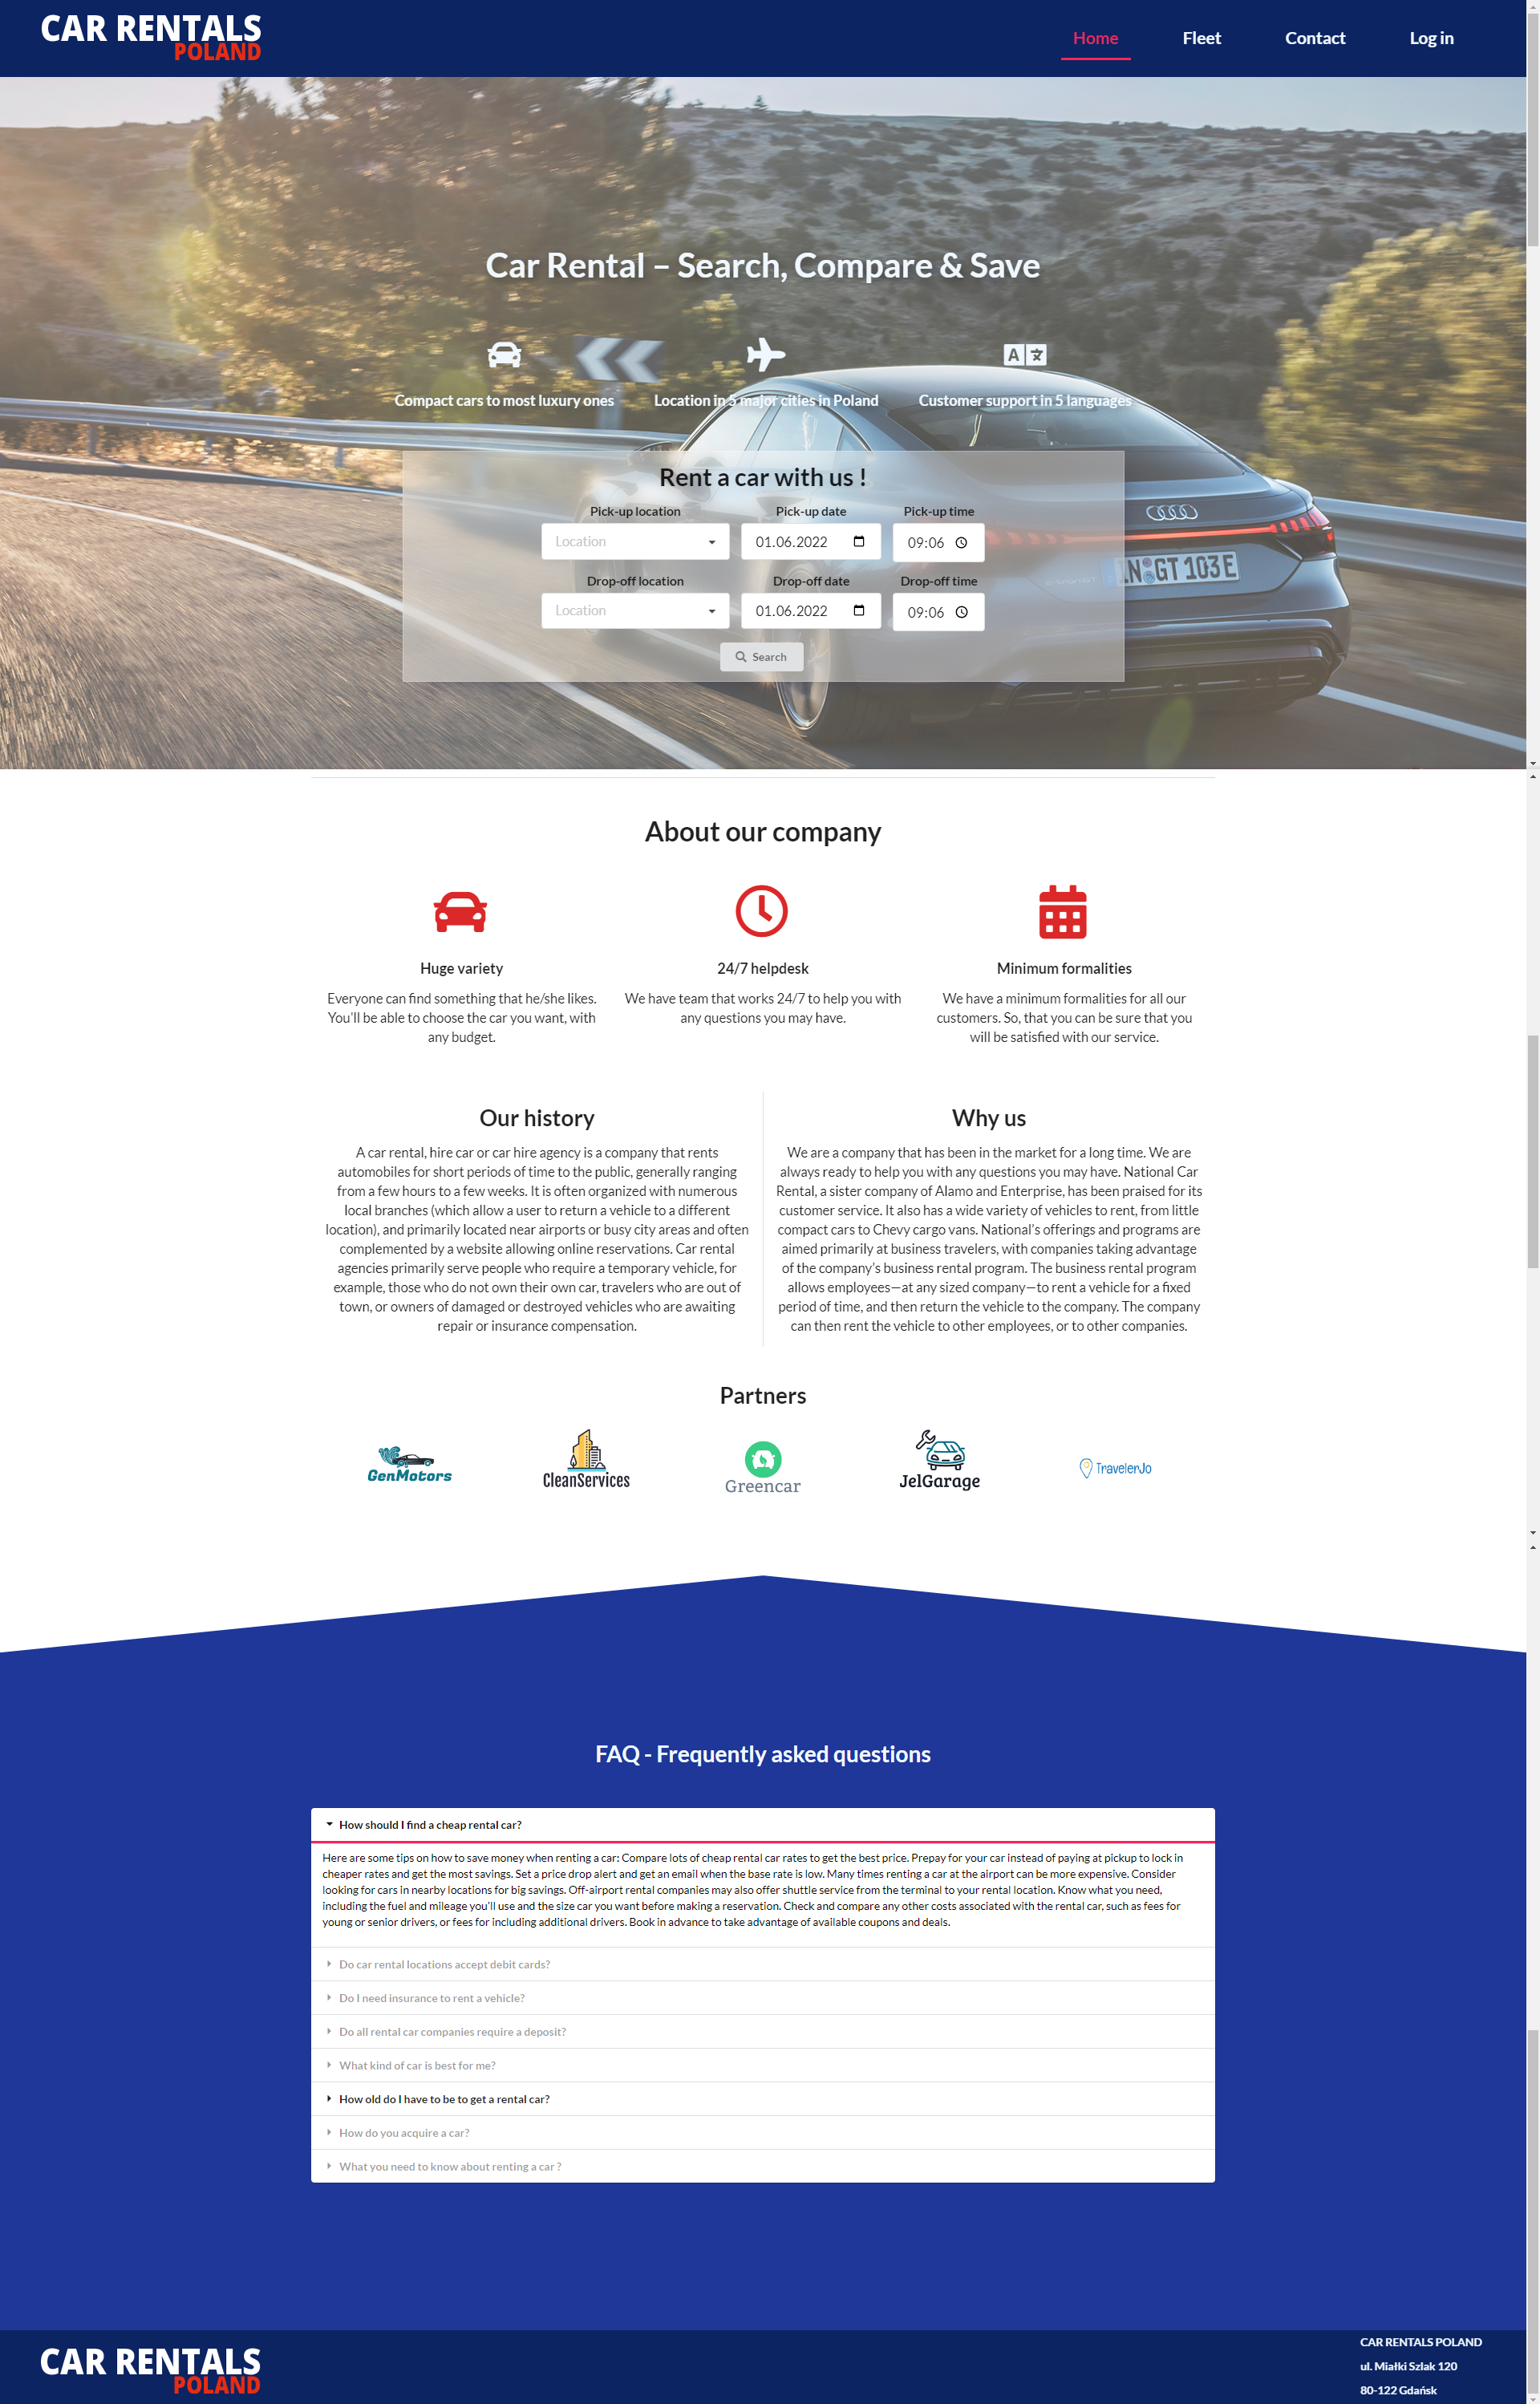 CAR RENTALS
POLAND
Home Fleet Contact Log in
Car Rental – Search, Compare & Save
Compact cars to most luxury ones
Location in 5 major cities in Poland
Customer support in 5 languages
Rent a car with us !
Pick-up location Pick-up date Pick-up time
Location 01.06.2022 09:06
Drop-off location Drop-off date Drop-off time
Location 01.06.2022 09:06
Search
GT 103E
About our company
Huge variety
Everyone can find something that he/she likes.
You'll be able to choose the car you want, with
any budget.
24/7 helpdesk
We have team that works 24/7 to help you with
any questions you may have.
Minimum formalities
We have a minimum formalities for all our
customers. So, that you can be sure that you
will be satisfied with our service.
Our history
A car rental, hire car or car hire agency is a company that rents
automobiles for short periods of time to the public, generally ranging
from a few hours to a few weeks. It is often organized with numerous
local branches (which allow a user to return a vehicle to a different
location), and primarily located near airports or busy city areas and often
complemented by a website allowing online reservations. Car rental
agencies primarily serve people who require a temporary vehicle, for
example, those who do not own their own car, travelers who are out of
town, or owners of damaged or destroyed vehicles who are awaiting
repair or insurance compensation.
Why us
We are a company that has been in the market for a long time. We are
always ready to help you with any questions you may have. National Car
Rental, a sister company of Alamo and Enterprise, has been praised for its
customer service. It also has a wide variety of vehicles to rent, from little
compact cars to Chevy cargo vans. National's offerings and programs are
aimed primarily at business travelers, with companies taking advantage
of the company's business rental program. The business rental program
allows employees—at any sized company—to rent a vehicle for a fixed
period of time, and then return the vehicle to the company. The company
can then rent the vehicle to other employees, or to other companies.
Partners
GenMotors
CleanServices
Greencar
JelGarage
TravelerJo
FAQ - Frequently asked questions
How should I find a cheap rental car?
Here are some tips on how to save money when renting a car: Compare lots of cheap rental car rates to get the best price. Prepay for your car instead of paying at pickup to lock in
cheaper rates and get the most savings. Set a price drop alert and get an email when the base rate is low. Many times renting a car at the airport can be more expensive. Consider
looking for cars in nearby locations for big savings. Off-airport rental companies may also offer shuttle service from the terminal to your rental location. Know what you need,
including the fuel and mileage you'll use and the size car you want before making a reservation. Check and compare any other costs associated with the rental car, such as fees for
young or senior drivers, or fees for including additional drivers. Book in advance to take advantage of available coupons and deals.
Do car rental locations accept debit cards?
Do I need insurance to rent a vehicle?
Do all rental car companies require a deposit?
What kind of car is best for me?
How old do I have to be to get a rental car?
How do you acquire a car?
What you need to know about renting a car ?
CAR RENTALS
POLAND
CAR RENTALS POLAND
ul. Miałki Szlak 120
80-122 Gdańsk